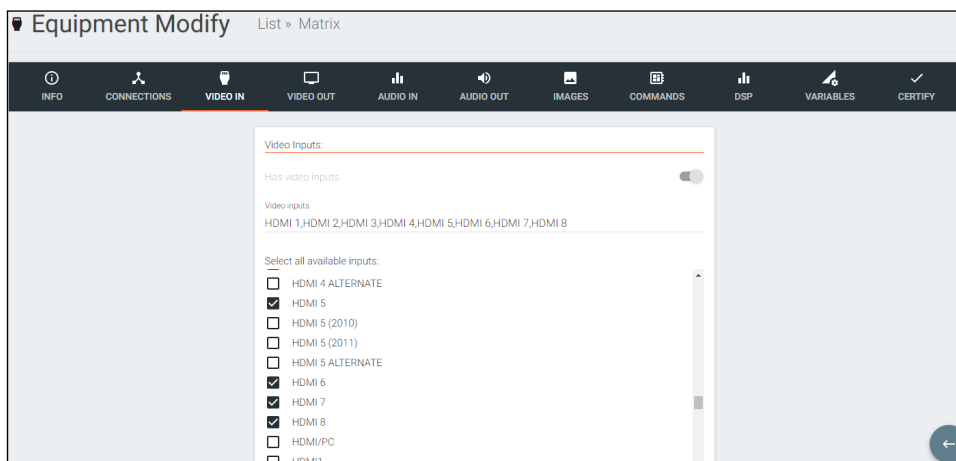 Equipment Modify List » Matrix
INFO CONNECTIONS VIDEO IN VIDEO OUT AUDIO IN AUDIO OUT IMAGES COMMANDS DSP VARIABLES CERTIFY
Video Inputs:
Has video inputs
Video inputs
HDMI 1,HDMI 2,HDMI 3,HDMI 4,HDMI 5,HDMI 6,HDMI 7,HDMI 8
Select all available inputs:
HDMI 4 ALTERNATE
HDMI 5
HDMI 5 (2010)
HDMI 5 (2011)
HDMI 5 ALTERNATE
HDMI 6
HDMI 7
HDMI 8
HDMI/PC
HDMI1